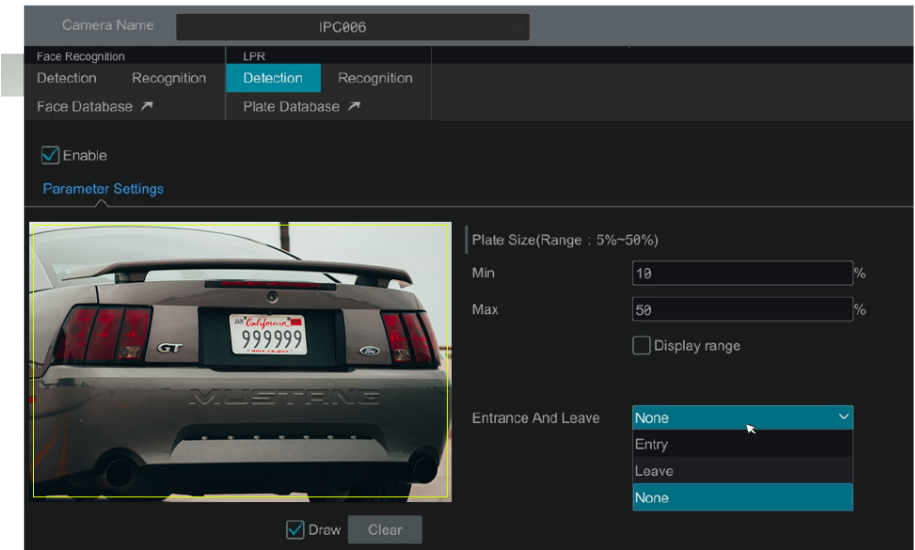 Camera Name IPC006
Face Recognition LPR
Detection Recognition Detection Recognition
Face Database Plate Database
Enable
Parameter Settings
Plate Size(Range : 5%~50%)
Min 10 %
Max 50 %
Display range
Entrance And Leave None
Entry
Leave
None
JAN California
999999
GT Ford
MUSTANG
Draw Clear